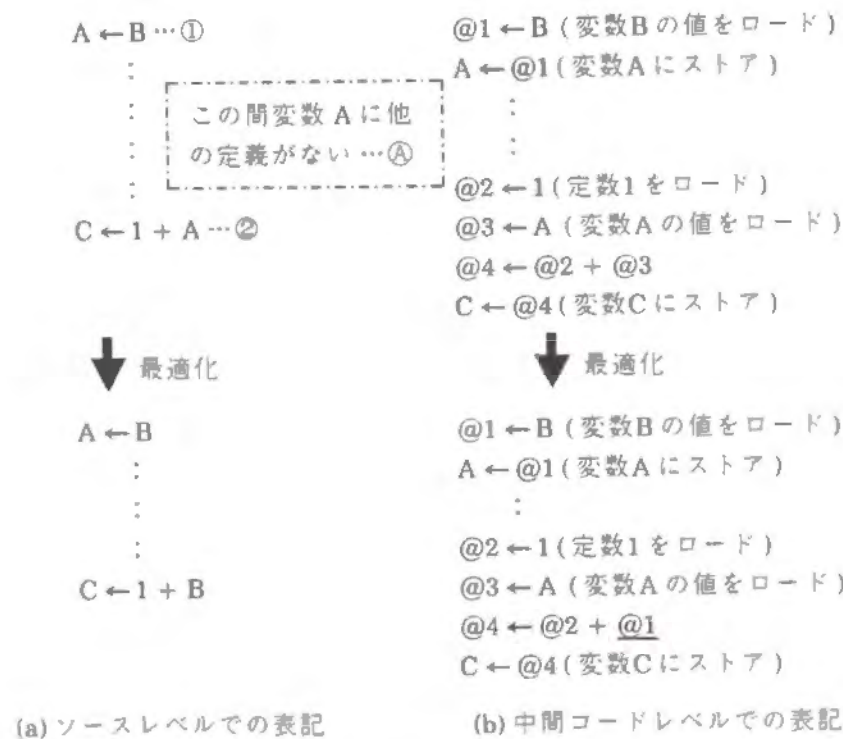 A ← B … ①
この間変数 A に他
の定義がない … Ⓐ
C ← 1 + A … ②
最適化
A ← B
C ← 1 + B
(a) ソースレベルでの表記
@1 ← B (変数Bの値をロード)
A ← @1 (変数Aにストア)
@2 ← 1 (定数1をロード)
@3 ← A (変数Aの値をロード)
@4 ← @2 + @3
C ← @4 (変数Cにストア)
最適化
@1 ← B (変数Bの値をロード)
A ← @1 (変数Aにストア)
@2 ← 1 (定数1をロード)
@3 ← A (変数Aの値をロード)
@4 ← @2 + @1
C ← @4 (変数Cにストア)
(b) 中間コードレベルでの表記